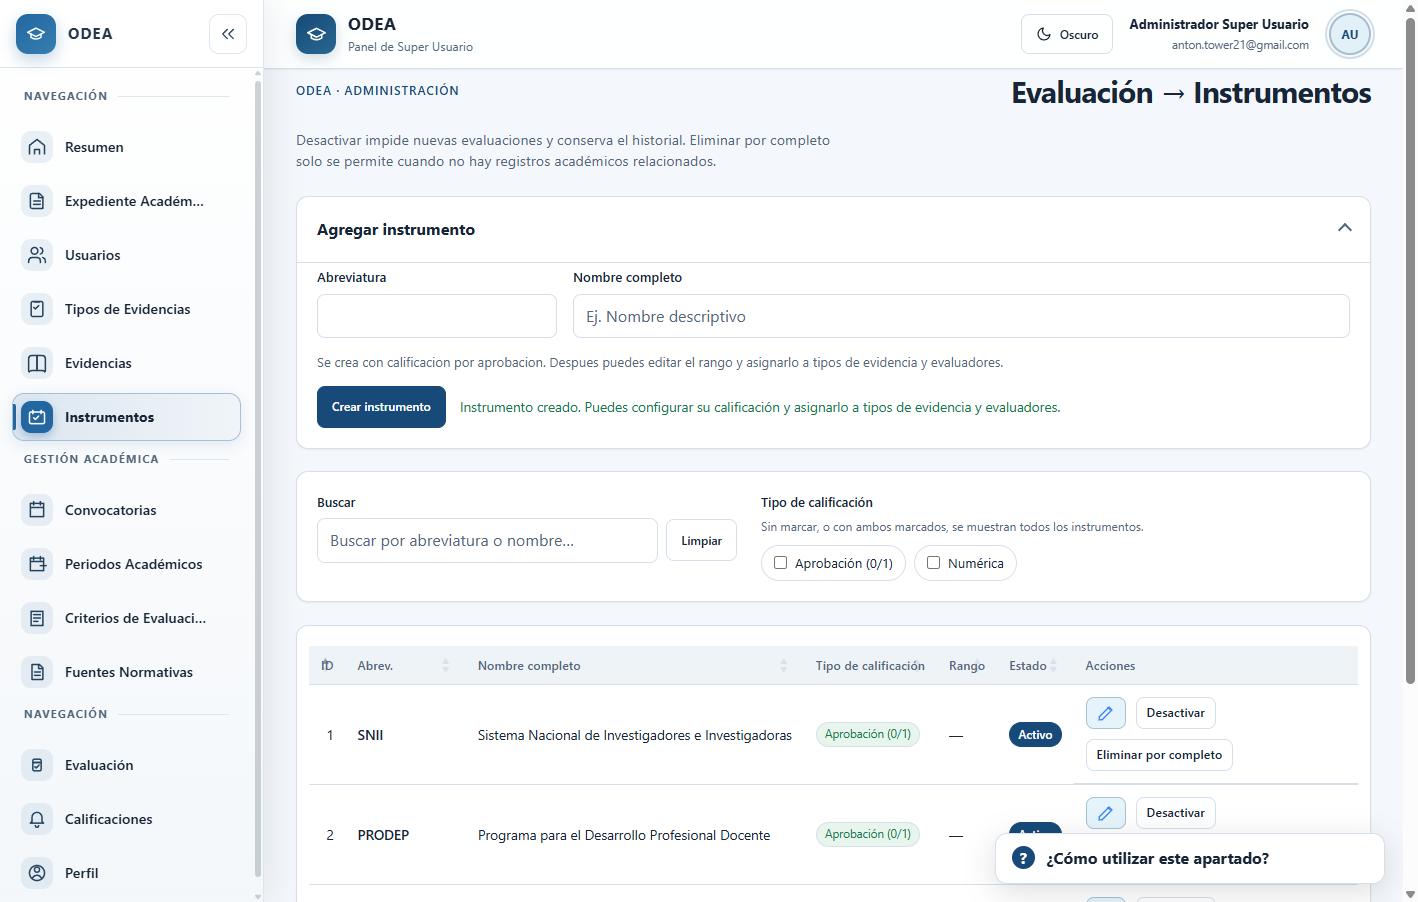 ODEA
NAVEGACIÓN
Resumen
Expediente Académ...
Usuarios
Tipos de Evidencias
Evidencias
Instrumentos
GESTIÓN ACADÉMICA
Convocatorias
Periodos Académicos
Criterios de Evaluaci...
Fuentes Normativas
NAVEGACIÓN
Evaluación
Calificaciones
Perfil
ODEA
Panel de Super Usuario
Oscuro
Administrador Super Usuario
anton.tower21@gmail.com
AU
ODEA · ADMINISTRACIÓN
Evaluación → Instrumentos
Desactivar impide nuevas evaluaciones y conserva el historial. Eliminar por completo
solo se permite cuando no hay registros académicos relacionados.
Agregar instrumento
Abreviatura
Nombre completo
Ej. Nombre descriptivo
Se crea con calificacion por aprobacion. Despues puedes editar el rango y asignarlo a tipos de evidencia y evaluadores.
Crear instrumento
Instrumento creado. Puedes configurar su calificación y asignarlo a tipos de evidencia y evaluadores.
Buscar
Buscar por abreviatura o nombre...
Limpiar
Tipo de calificación
Sin marcar, o con ambos marcados, se muestran todos los instrumentos.
Aprobación (0/1)
Numérica
ID Abrev. Nombre completo Tipo de calificación Rango Estado Acciones
1 SNII Sistema Nacional de Investigadores e Investigadoras Aprobación (0/1) — Activo Desactivar
Eliminar por completo
2 PRODEP Programa para el Desarrollo Profesional Docente Aprobación (0/1) — Activo Desactivar
? ¿Cómo utilizar este apartado?